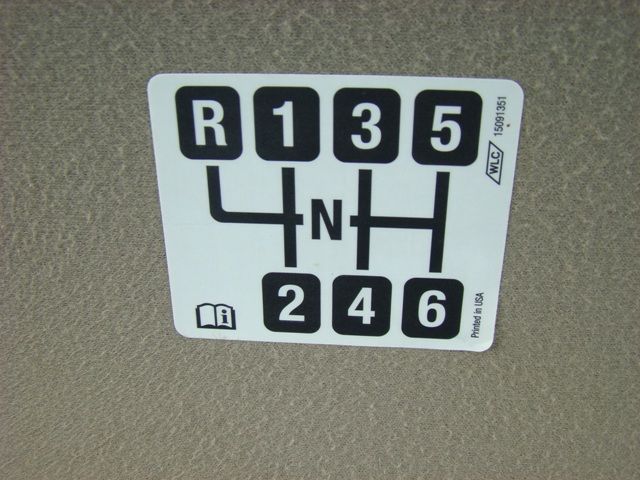 R 1 3 5
N
2 4 6
i
WLC 15091351
Printed in USA